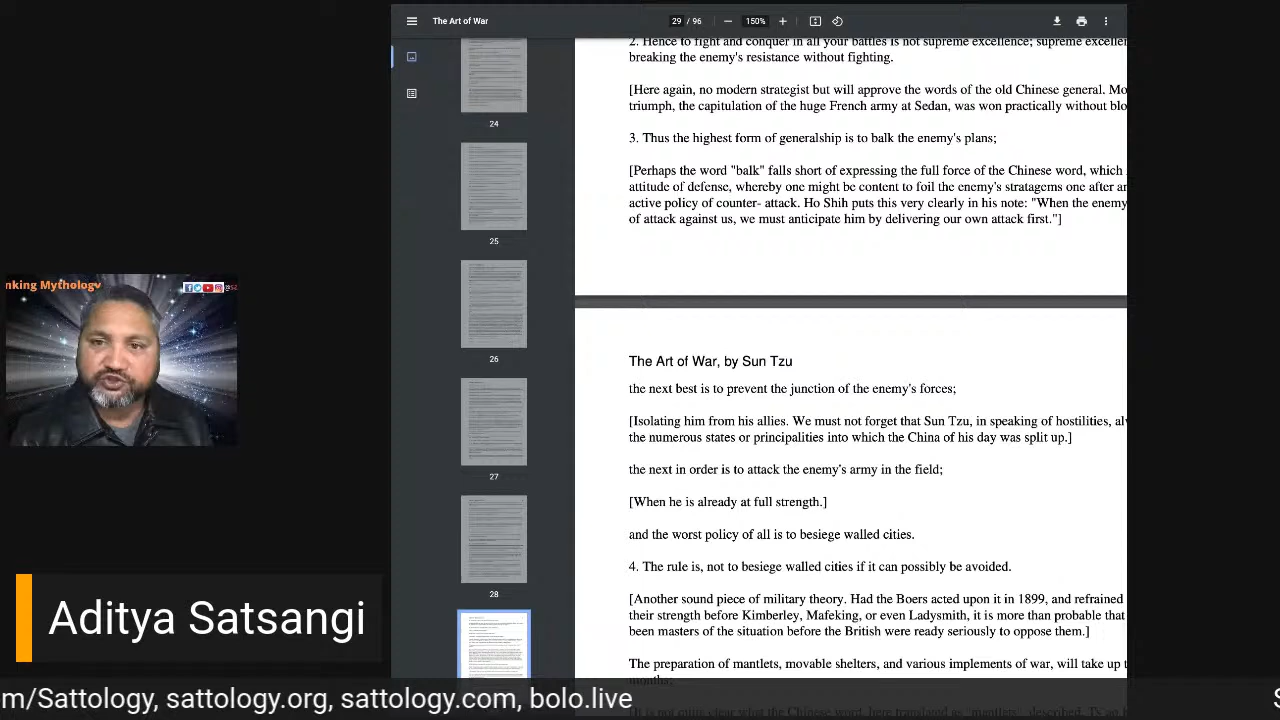 The Art of War
29 / 96
150%
2. Hence to fight and conquer in all your battles is not supreme excellence; supreme excellen
breaking the enemy's resistance without fighting.
[Here again, no modern strategist but will approve the words of the old Chinese general. Mo
triumph, the capitulation of the huge French army at Sedan, was won practically without blo
3. Thus the highest form of generalship is to balk the enemy's plans;
[Perhaps the word "balk" falls short of expressing the full force of the Chinese word, which
attitude of defense, whereby one might be content to foil the enemy's stratagems one after an
active policy of counter- attack. Ho Shih puts this very clearly in his note: "When the enemy
of attack against us, we must anticipate him by delivering our own attack first."]
The Art of War, by Sun Tzu
the next best is to prevent the junction of the enemy's forces;
[Isolating him from his allies. We must not forget that Sun Tzu, in speaking of hostilities, al
the numerous states or principalities into which the China of his day was split up.]
the next in order is to attack the enemy's army in the field;
[When he is already at full strength.]
and the worst policy of all is to besiege walled cities.
4. The rule is, not to besiege walled cities if it can possibly be avoided.
[Another sound piece of military theory. Had the Boers acted upon it in 1899, and refrained
their strength before Kimberley, Mafeking, or even Ladysmith, it is more than probable that
been masters of the situation before the British were ready seriously to oppose them.]
The preparation of mantlets, movable shelters, and various implements of war, will take up t
months;
24
25
26
27
28
nking Mythology
Aditya Satsangi
m/Sattology, sattology.org, sattology.com, bolo.live